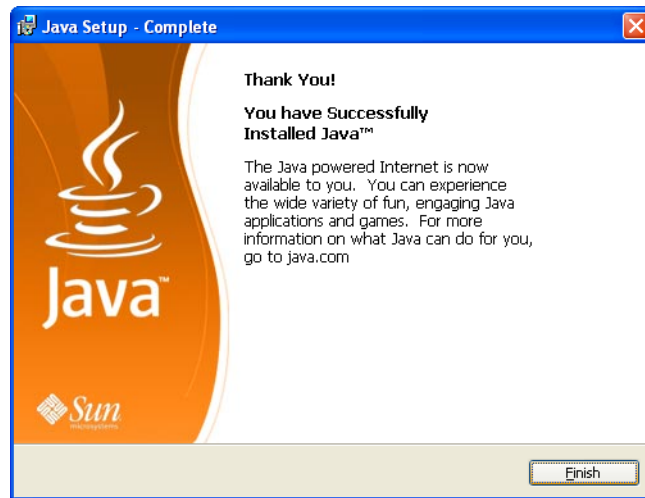 Java Setup - Complete
Thank You!
You have Successfully
Installed Java™
The Java powered Internet is now
available to you.  You can experience
the wide variety of fun, engaging Java
applications and games.  For more
information on what Java can do for you,
go to java.com
Java™
Sun
microsystems
Finish